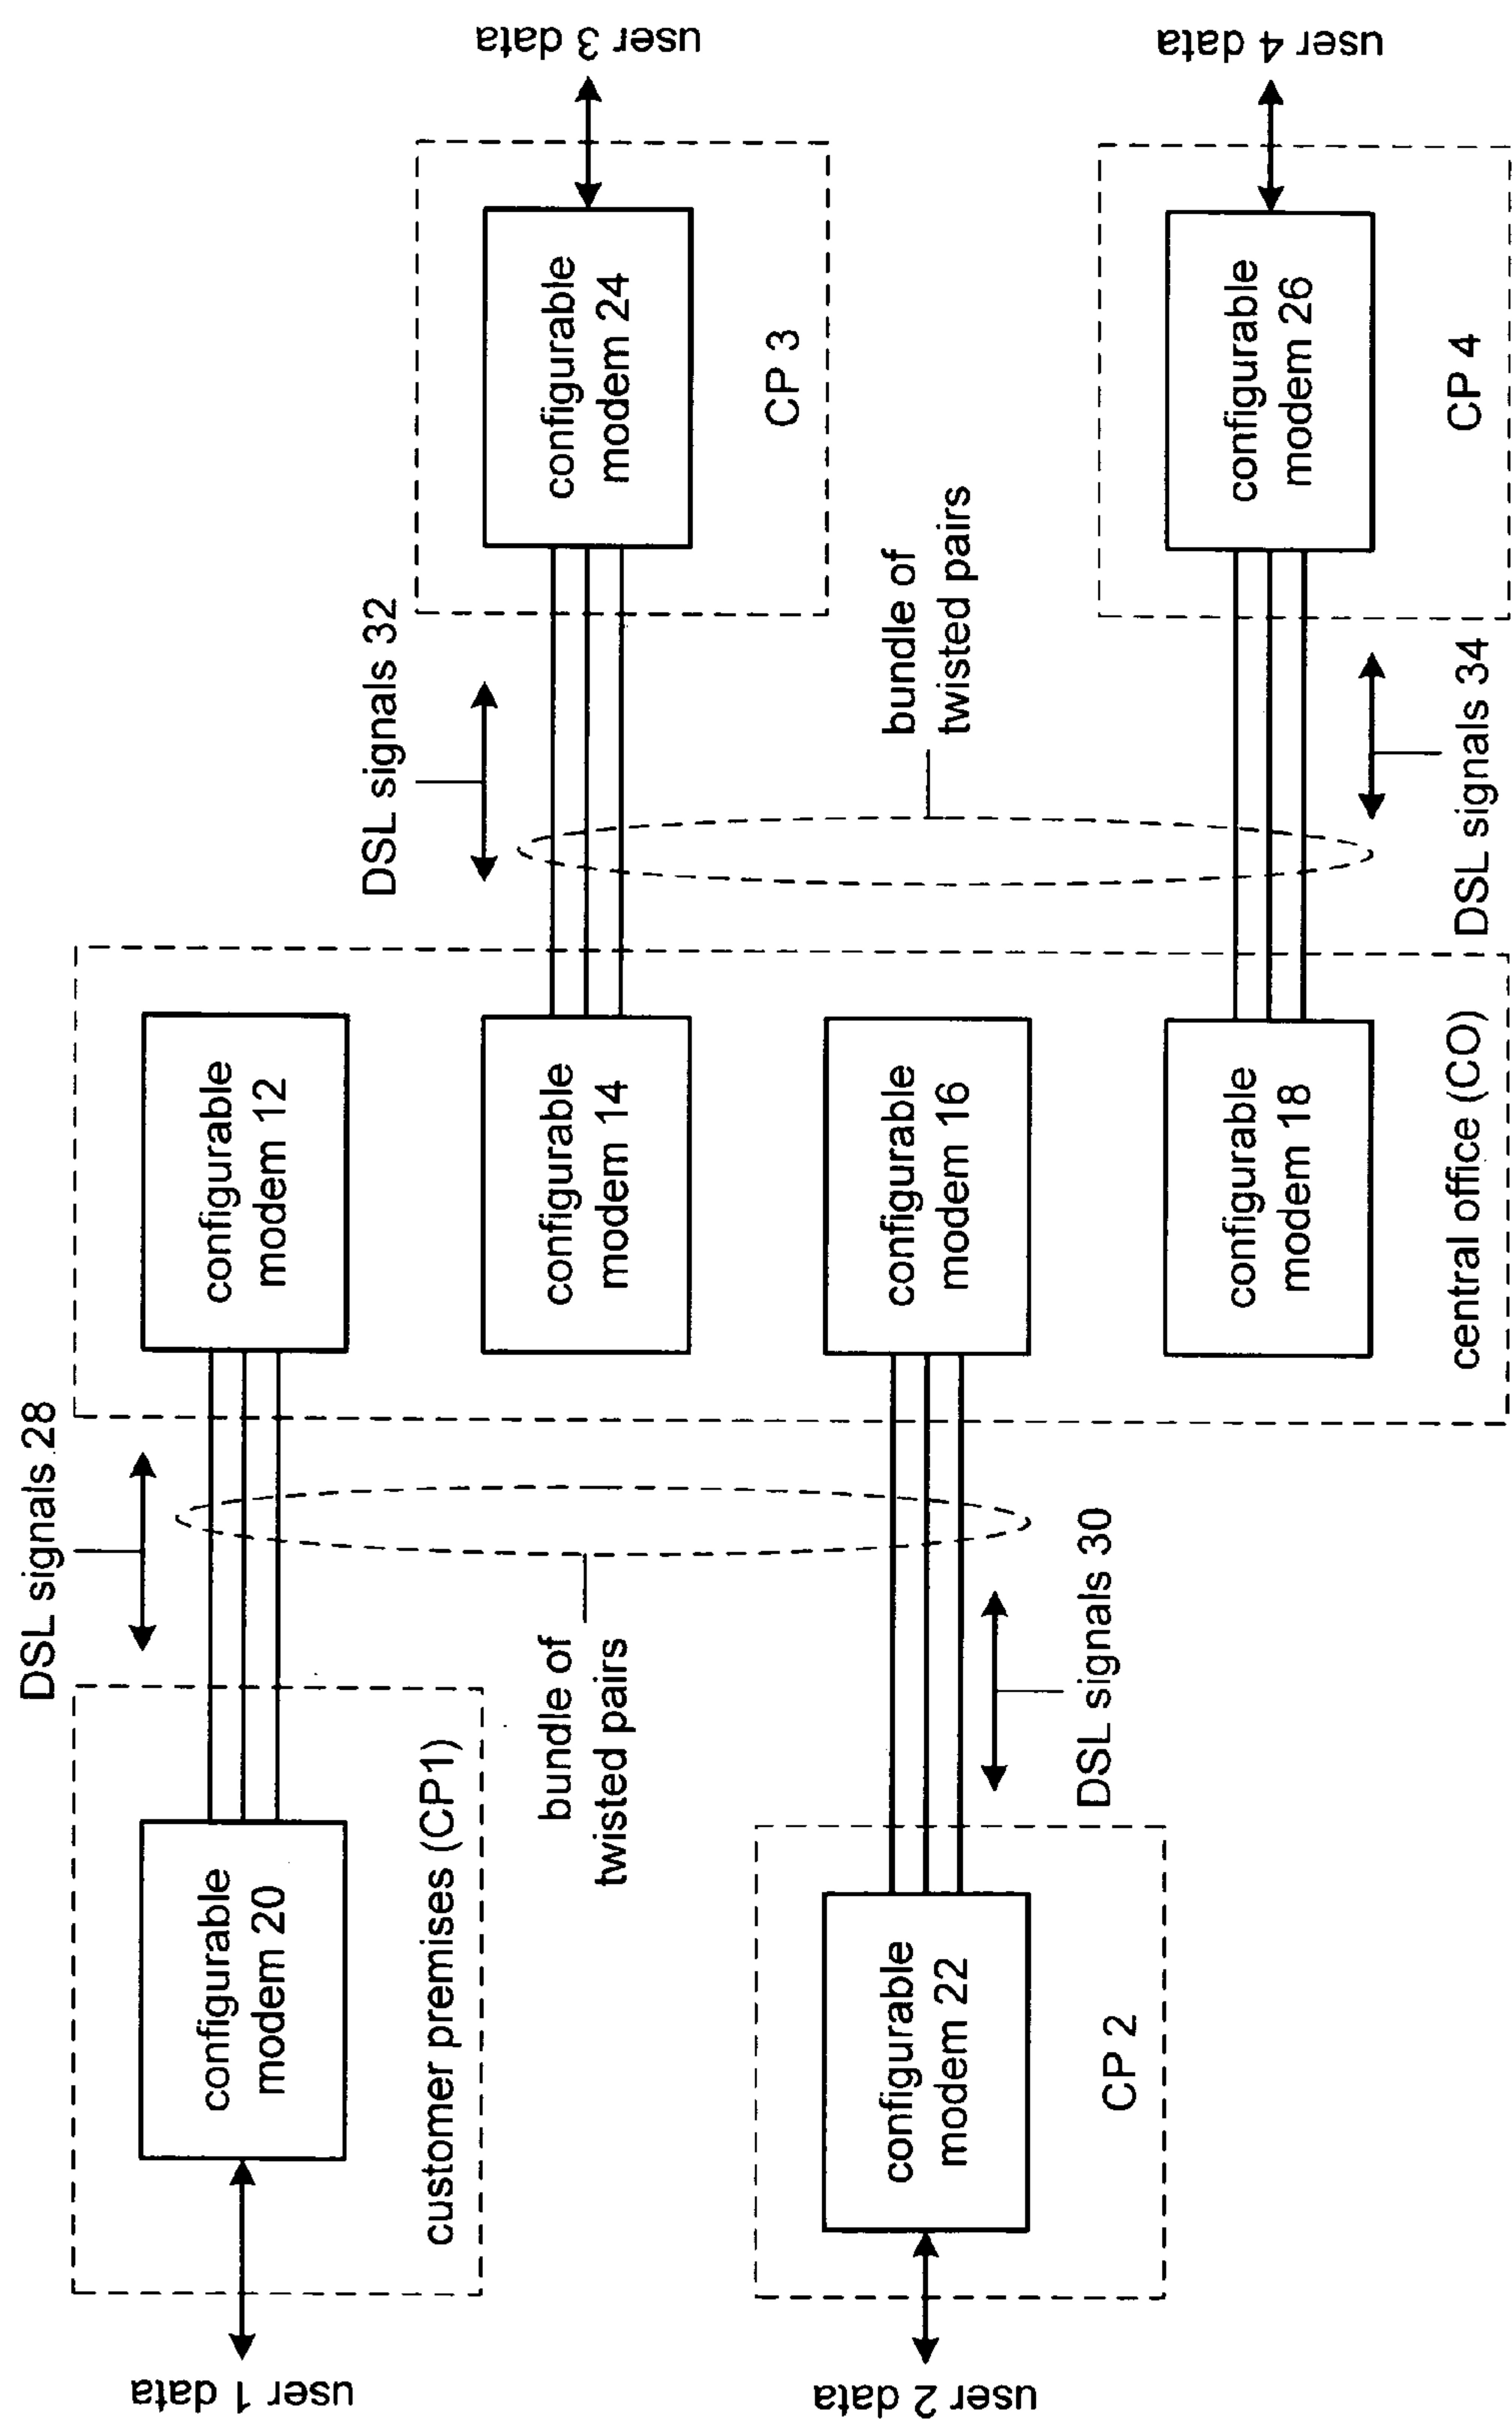 DSL signals 28
DSL signals 32
user 1 data
configurable
modem 20
customer premises (CP1)
configurable
modem 12
configurable
modem 14
configurable
modem 24
user 3 data
CP 3
bundle of
twisted pairs
bundle of
twisted pairs
user 2 data
configurable
modem 22
CP 2
configurable
modem 16
DSL signals 30
configurable
modem 18
central office (CO)
configurable
modem 26
user 4 data
CP 4
DSL signals 34